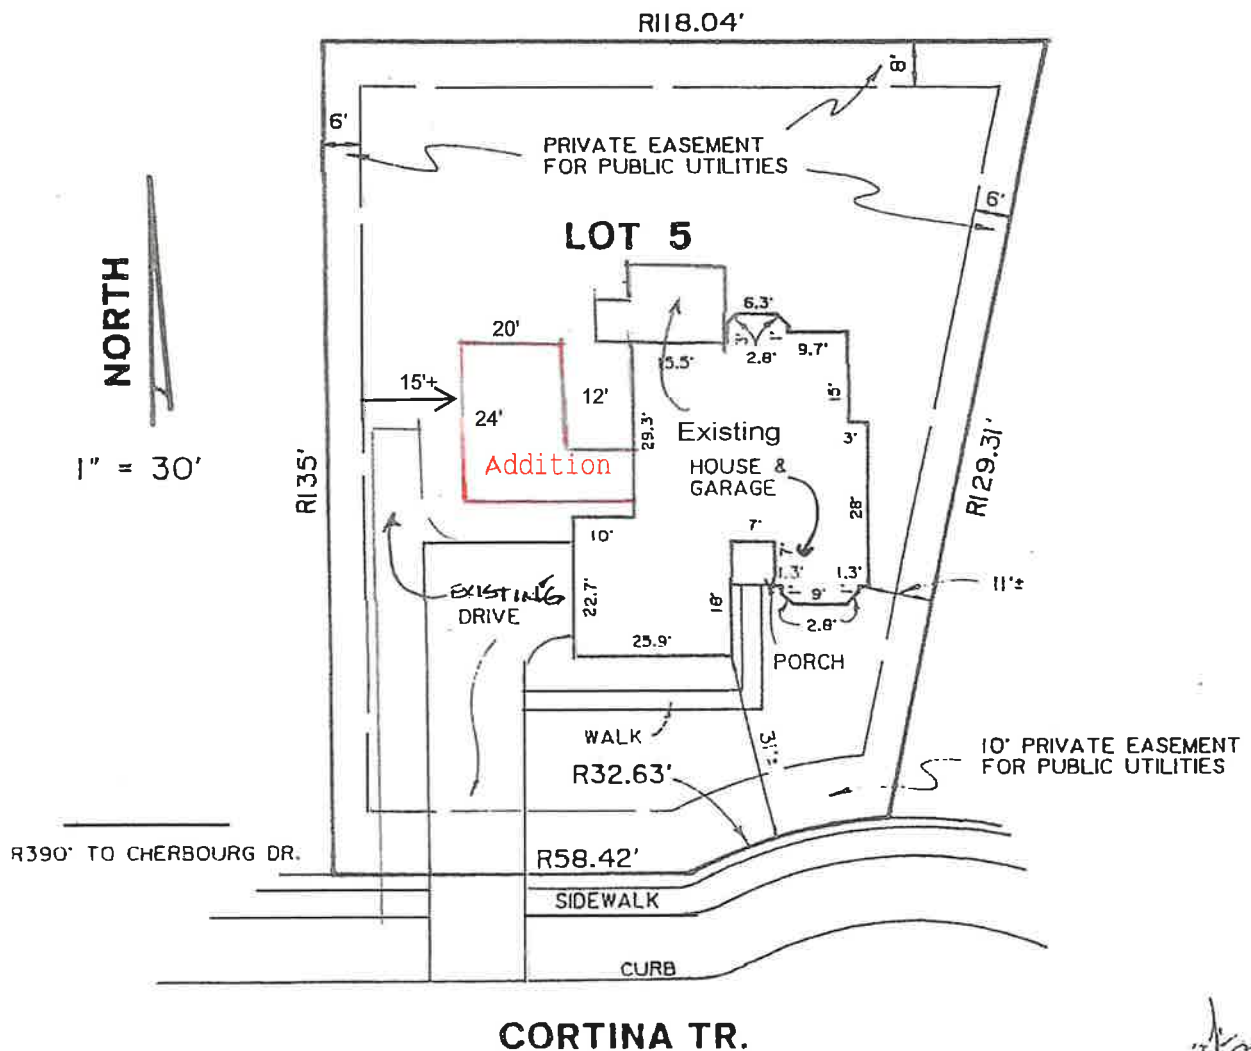 R118.04'
8'
6'
PRIVATE EASEMENT
FOR PUBLIC UTILITIES
6'
LOT 5
NORTH
1" = 30'
6.3'
3'
1'
2.8'
9.7'
20'
15.5'
15'
15'+
12'
24'
29.3'
Existing
3'
Addition
HOUSE &
GARAGE
R135'
R129.31'
28'
10'
7'
7'
1.3'
1.3'
1'
9'
1'
2.8'
11'±
EXISTING
DRIVE
22.7'
18'
25.9'
PORCH
WALK
31'±
R32.63'
10' PRIVATE EASEMENT
FOR PUBLIC UTILITIES
R390' TO CHERBOURG DR.
R58.42'
SIDEWALK
CURB
CORTINA TR.